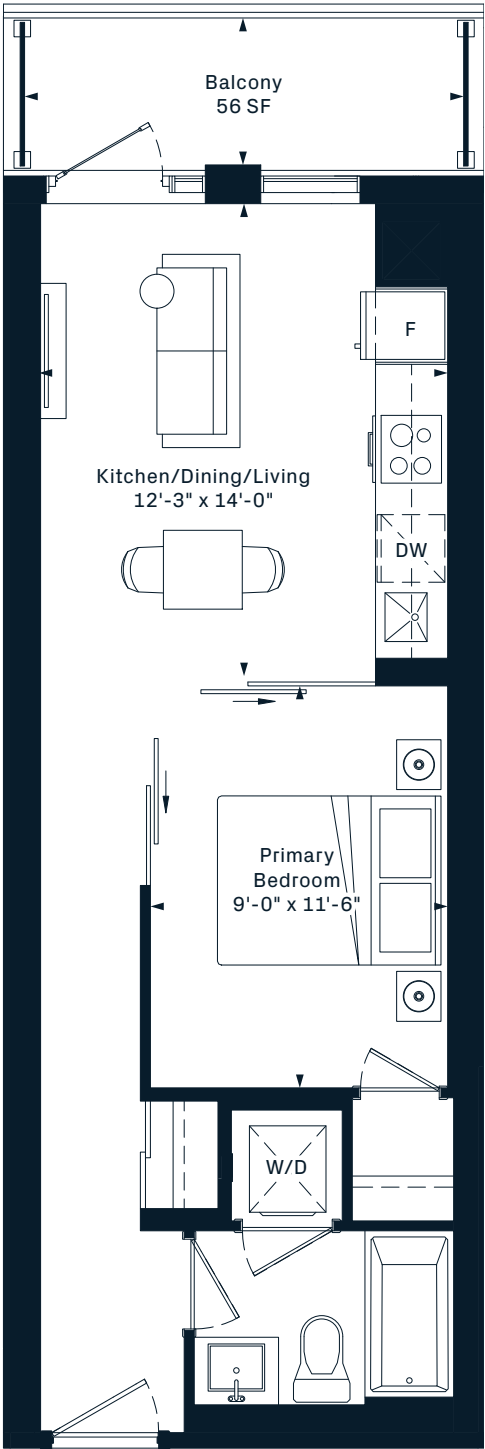 Balcony
56 SF
F
Kitchen/Dining/Living
12'-3" x 14'-0"
DW
Primary
Bedroom
9'-0" x 11'-6"
W/D